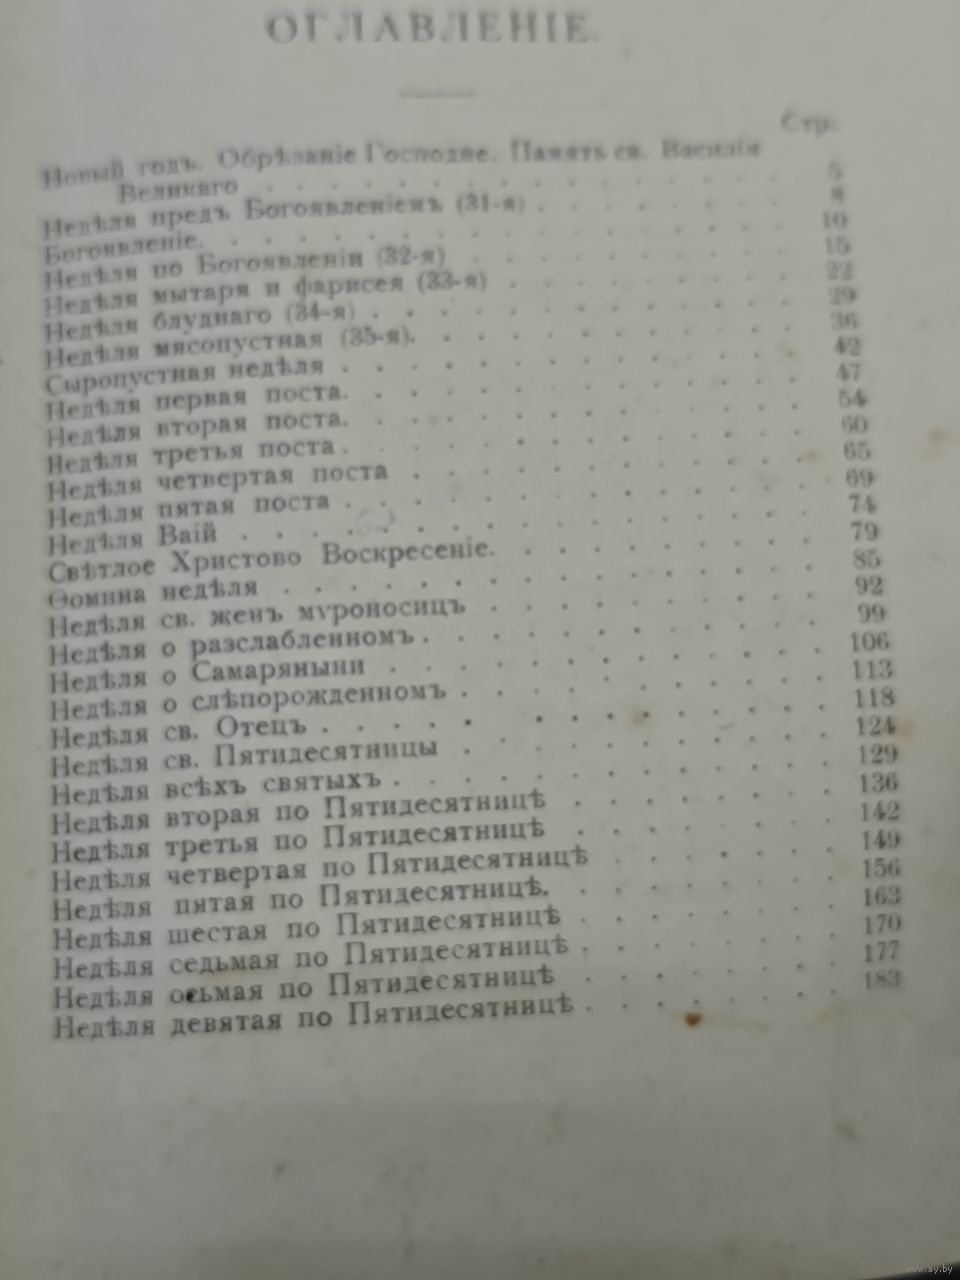 ОГЛАВЛЕНІЕ.
Стр.
Новый годъ. Обрѣзаніе Господне. Память св. Василія
Великаго . . . . . . . . . . . . . . 5
Недѣля предъ Богоявленіемъ (31-я) . . . . . . . 8
Богоявленіе. . . . . . . . . . . . . . 10
Недѣля по Богоявленіи (32-я) . . . . . . . . . 15
Недѣля мытаря и фарисея (33-я) . . . . . . . . 22
Недѣля блуднаго (34-я) . . . . . . . . . . . 29
Недѣля мясопустная (35-я). . . . . . . . . . 36
Сыропустная недѣля . . . . . . . . . . . . 42
Недѣля первая поста. . . . . . . . . . . . 47
Недѣля вторая поста. . . . . . . . . . . . 54
Недѣля третья поста . . . . . . . . . . . . 60
Недѣля четвертая поста . . . . . . . . . . . 65
Недѣля пятая поста . . . . . . . . . . . . 69
Недѣля Ваій . . . . . . . . . . . . . . 74
Свѣтлое Христово Воскресеніе. . . . . . . . . 79
Ѳомина недѣля . . . . . . . . . . . . . . 85
Недѣля св. женъ мѵроносицъ . . . . . . . . . 92
Недѣля о разслабленномъ . . . . . . . . . . . 99
Недѣля о Самаряныни . . . . . . . . . . . . 106
Недѣля о слѣпорожденномъ . . . . . . . . . . 113
Недѣля св. Отецъ . . . . . . . . . . . . . 118
Недѣля св. Пятидесятницы . . . . . . . . . . 124
Недѣля всѣхъ святыхъ . . . . . . . . . . . . 129
Недѣля вторая по Пятидесятницѣ . . . . . . . . 136
Недѣля третья по Пятидесятницѣ . . . . . . . . 142
Недѣля четвертая по Пятидесятницѣ . . . . . . . 149
Недѣля пятая по Пятидесятницѣ. . . . . . . . . 156
Недѣля шестая по Пятидесятницѣ . . . . . . . . 163
Недѣля седьмая по Пятидесятницѣ . . . . . . . . 170
Недѣля осьмая по Пятидесятницѣ . . . . . . . . 177
Недѣля девятая по Пятидесятницѣ . . . . . . . . 183
www.ay.by